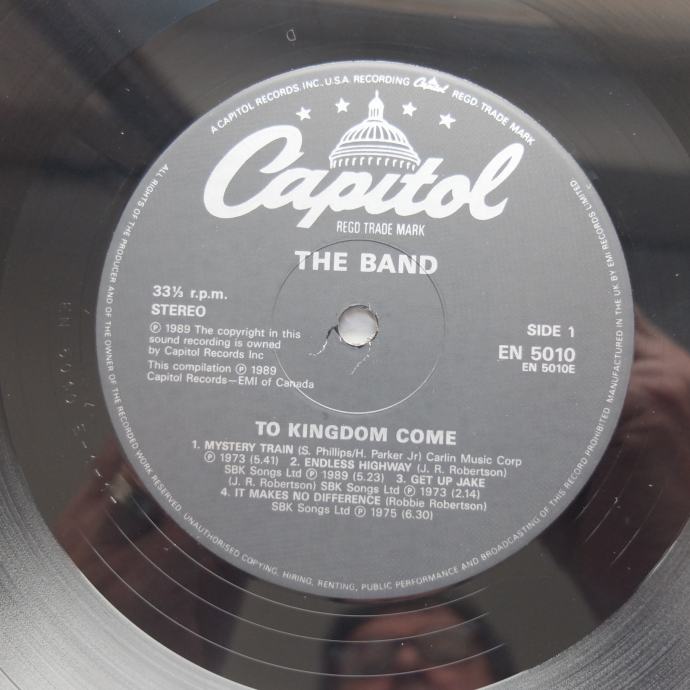 D
A CAPITOL RECORDS, INC., U.S.A. RECORDING Capitol REGD. TRADE MARK
Capitol
REGD TRADE MARK
THE BAND
33⅓ r.p.m.
STEREO
℗ 1989 The copyright in this
sound recording is owned
by Capitol Records Inc
This compilation ℗ 1989
Capitol Records—EMI of Canada
SIDE 1
EN 5010
EN 5010E
TO KINGDOM COME
1. MYSTERY TRAIN (S. Phillips/H. Parker Jr) Carlin Music Corp
℗ 1973 (5.41) 2. ENDLESS HIGHWAY (J. R. Robertson)
SBK Songs Ltd ℗ 1989 (5.23) 3. GET UP JAKE
(J. R. Robertson) SBK Songs Ltd ℗ 1973 (2.14)
4. IT MAKES NO DIFFERENCE (Robbie Robertson)
SBK Songs Ltd ℗ 1975 (6.30)
ALL RIGHTS OF THE PRODUCER AND OF THE OWNER OF THE RECORDED WORK RESERVED. UNAUTHORISED COPYING, HIRING, RENTING, PUBLIC PERFORMANCE AND BROADCASTING OF THIS RECORD PROHIBITED. MANUFACTURED IN THE UK BY EMI RECORDS LIMITED.